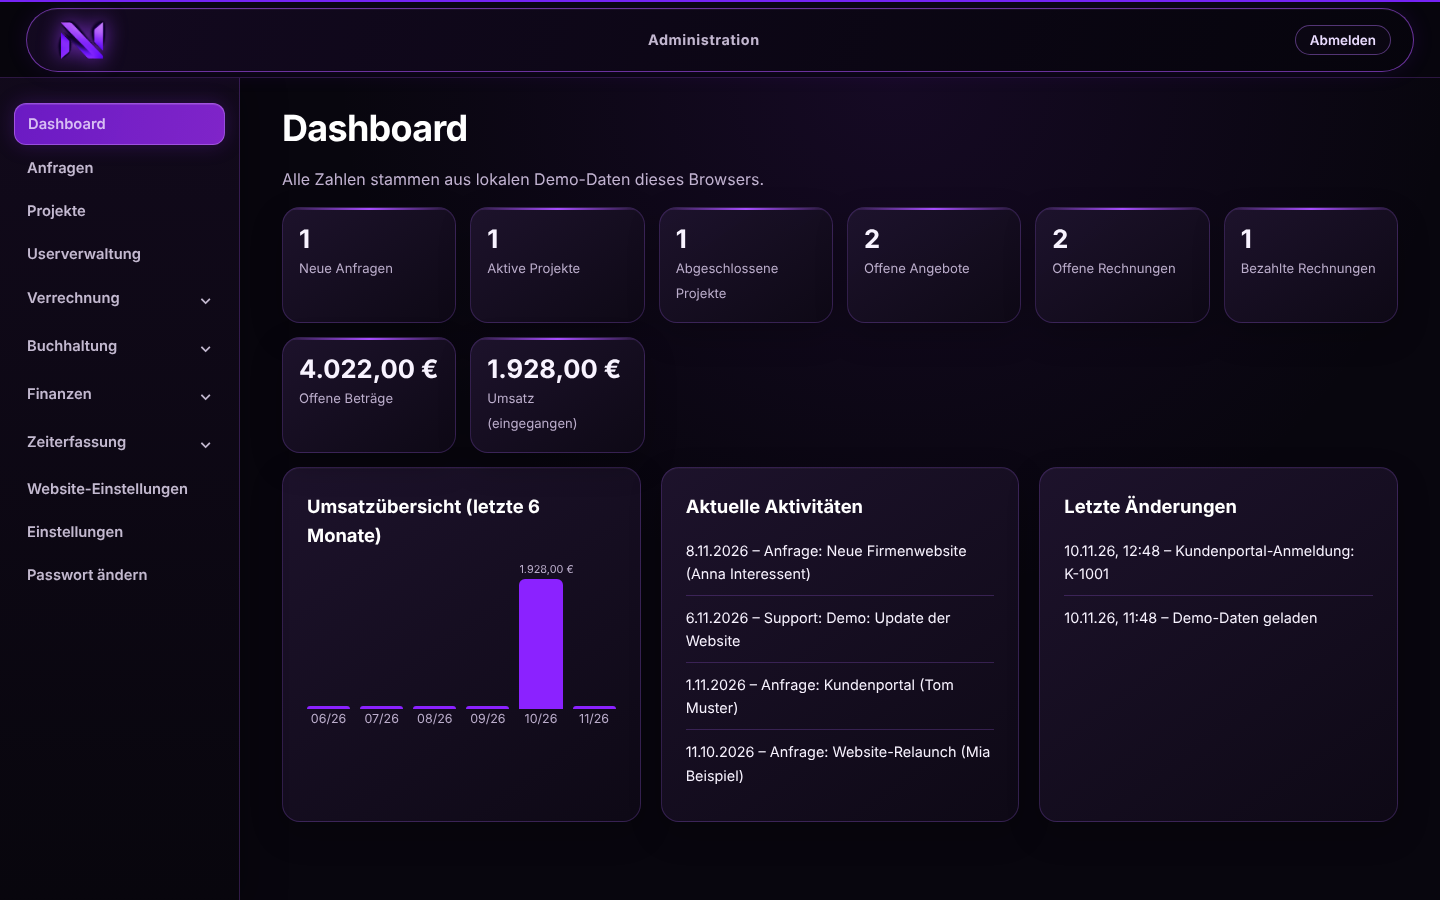 Administration
Abmelden
Dashboard
Anfragen
Projekte
Userverwaltung
Verrechnung
Buchhaltung
Finanzen
Zeiterfassung
Website-Einstellungen
Einstellungen
Passwort ändern
Dashboard
Alle Zahlen stammen aus lokalen Demo-Daten dieses Browsers.
1
Neue Anfragen
1
Aktive Projekte
1
Abgeschlossene
Projekte
2
Offene Angebote
2
Offene Rechnungen
1
Bezahlte Rechnungen
4.022,00 €
Offene Beträge
1.928,00 €
Umsatz
(eingegangen)
Umsatzübersicht (letzte 6
Monate)
1.928,00 €
06/26 07/26 08/26 09/26 10/26 11/26
Aktuelle Aktivitäten
8.11.2026 – Anfrage: Neue Firmenwebsite
(Anna Interessent)
6.11.2026 – Support: Demo: Update der
Website
1.11.2026 – Anfrage: Kundenportal (Tom
Muster)
11.10.2026 – Anfrage: Website-Relaunch (Mia
Beispiel)
Letzte Änderungen
10.11.26, 12:48 – Kundenportal-Anmeldung:
K-1001
10.11.26, 11:48 – Demo-Daten geladen